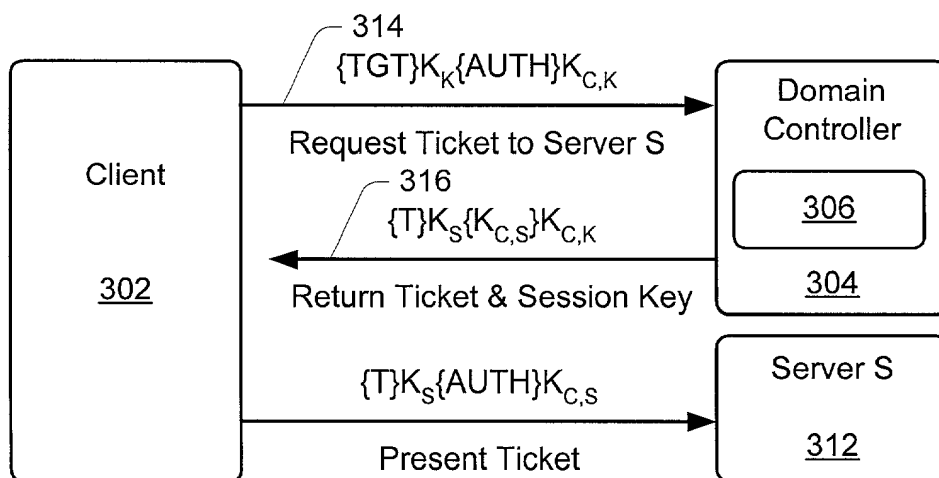 314
{TGT}K_K{AUTH}K_C,K
Request Ticket to Server S
Client
302
Domain
Controller
306
304
316
{T}K_S{K_C,S}K_C,K
Return Ticket & Session Key
{T}K_S{AUTH}K_C,S
Present Ticket
Server S
312